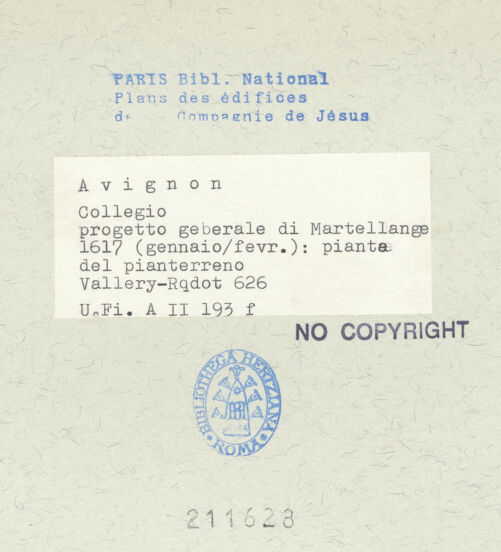 PARIS Bibl. National
Plans des édifices
de Compagnie de Jésus
Avignon
Collegio
progetto geberale di Martellange
1617 (gennaio/fevr.): pianta
del pianterreno
Vallery-Rqdot 626
U.Fi. A II 193 f
NO COPYRIGHT
BIBLIOTHECA HERTZIANA
ROMA
211628